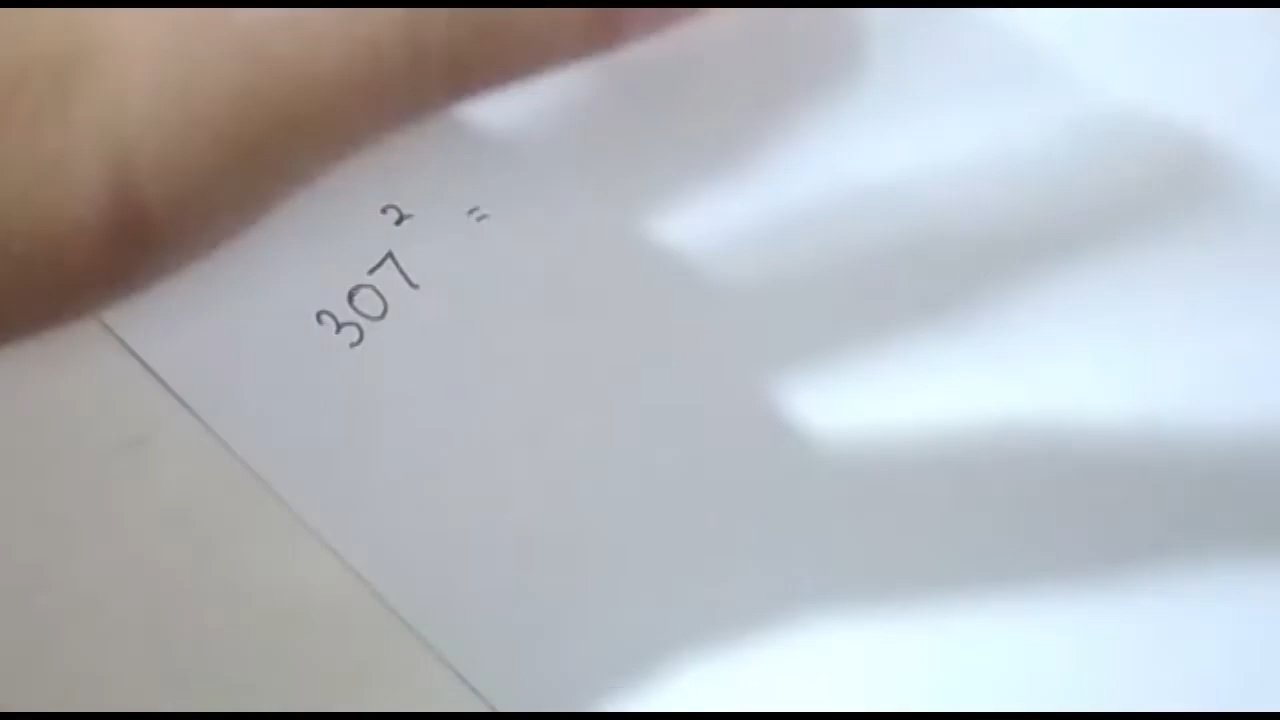 307² =